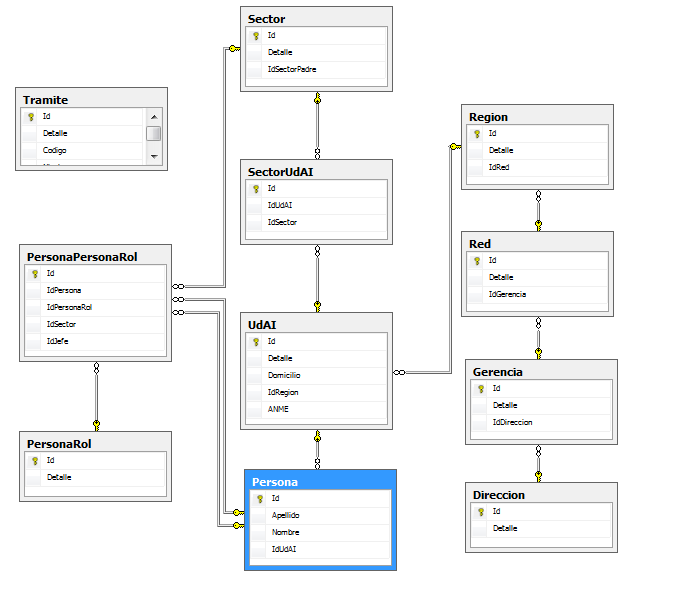 Sector
Id
Detalle
IdSectorPadre
Tramite
Id
Detalle
Codigo
Region
Id
Detalle
IdRed
SectorUdAI
Id
IdUdAI
IdSector
PersonaPersonaRol
Id
IdPersona
IdPersonaRol
IdSector
IdJefe
Red
Id
Detalle
IdGerencia
UdAI
Id
Detalle
Domicilio
IdRegion
ANME
Gerencia
Id
Detalle
IdDireccion
PersonaRol
Id
Detalle
Persona
Id
Apellido
Nombre
IdUdAI
Direccion
Id
Detalle